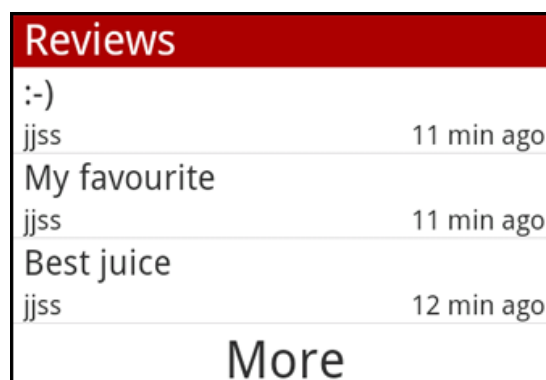 Reviews
:-)
jjss 11 min ago
My favourite
jjss 11 min ago
Best juice
jjss 12 min ago
More